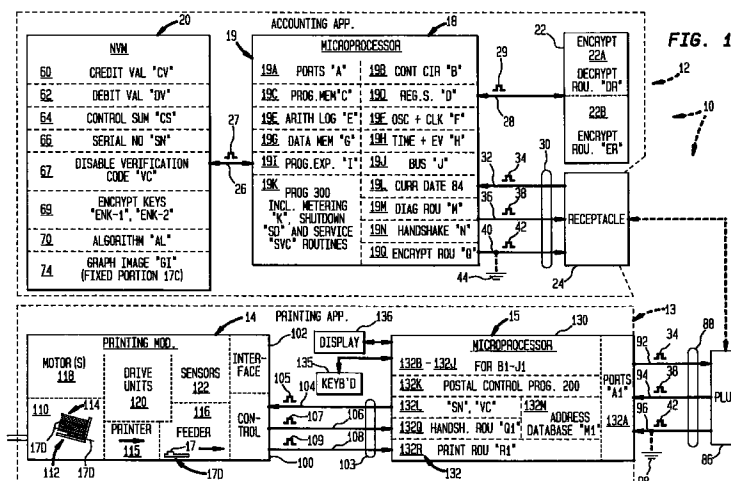 20
ACCOUNTING APP.
18
22
FIG. 1
NVM
60 CREDIT VAL "CV"
62 DEBIT VAL "DV"
64 CONTROL SUM "CS"
66 SERIAL NO "SN"
67 DISABLE VERIFICATION CODE "VC"
69 ENCRYPT KEYS "ENK-1", "ENK-2"
70 ALGORITHM "AL"
74 GRAPH IMAGE "GI" (FIXED PORTION 17C)
27
26
19
MICROPROCESSOR
19A PORTS "A"
19B CONT CIR "B"
19C PROG.MEM"C"
19D REG.S. "D"
19E ARITH LOG "E"
19F OSC + CLK "F"
19G DATA MEM "G"
19H TIME + EV "H"
19I PROG.EXP. "I"
19J BUS "J"
19K PROG 300 INCL. METERING "K", SHUTDOWN "SD" AND SERVICE "SVC" ROUTINES
19L CURR DATE 84
19M DIAG ROU "M"
19N HANDSHAKE "N"
19O ENCRYPT ROU "O"
29
28
ENCRYPT
22A
DECRYPT ROU. "DR"
22B
ENCRYPT ROU. "ER"
12
10
30
32
34
36
38
40
42
44
RECEPTACLE
24
PRINTING APP.
13
14
PRINTING MOD.
102
MOTOR(S)
118
DRIVE UNITS
120
SENSORS
122
INTERFACE
110
114
116
PRINTER
115
FEEDER
17
17D
17D
17D
112
CONTROL
100
105
104
107
106
109
108
103
DISPLAY
136
135
KEYB'D
15
130
MICROPROCESSOR
132B - 132J FOR B1-J1
132K POSTAL CONTROL PROG. 200
132L "SN", "VC"
132M ADDRESS DATABASE "M1"
132Q HANDSH. ROU "Q1"
132R PRINT ROU "R1"
132
PORTS "A1"
132A
88
92
34
94
38
96
42
98
PLU
86